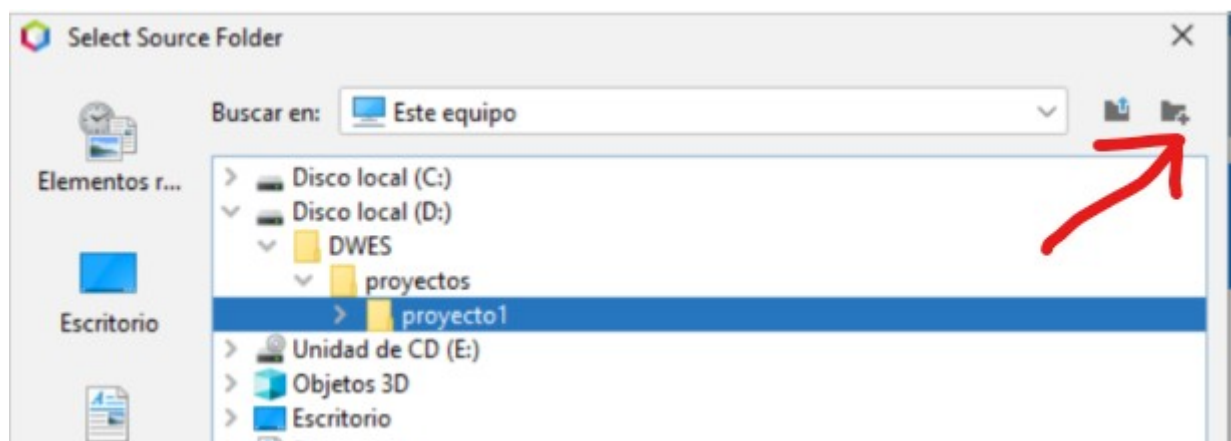 Select Source Folder
Buscar en: Este equipo
Elementos r...
Disco local (C:)
Disco local (D:)
DWES
proyectos
proyecto1
Escritorio
Unidad de CD (E:)
Objetos 3D
Escritorio